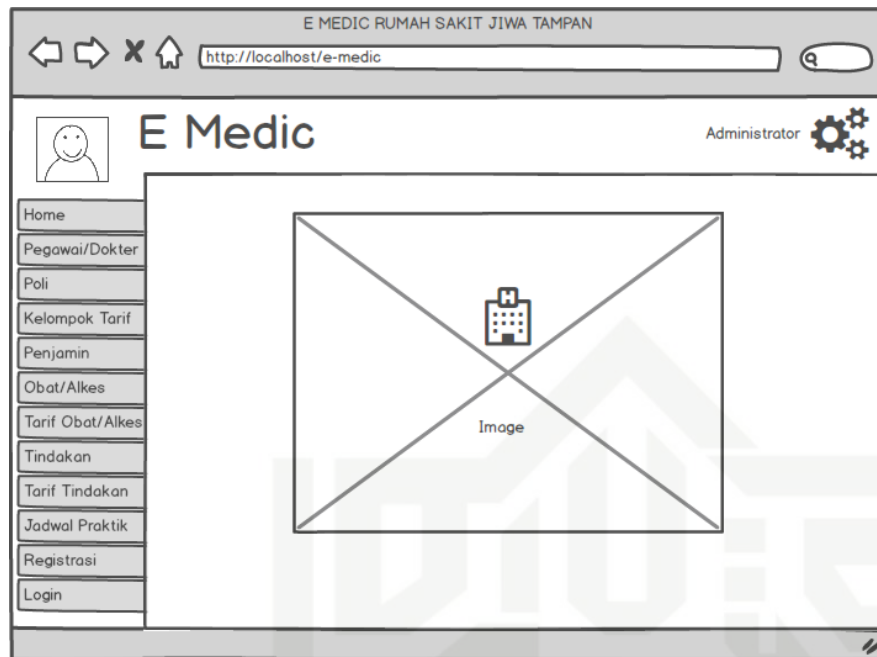 E MEDIC RUMAH SAKIT JIWA TAMPAN
http://localhost/e-medic
E Medic
Administrator
Home
Pegawai/Dokter
Poli
Kelompok Tarif
Penjamin
Obat/Alkes
Tarif Obat/Alkes
Tindakan
Tarif Tindakan
Jadwal Praktik
Registrasi
Login
H
Image